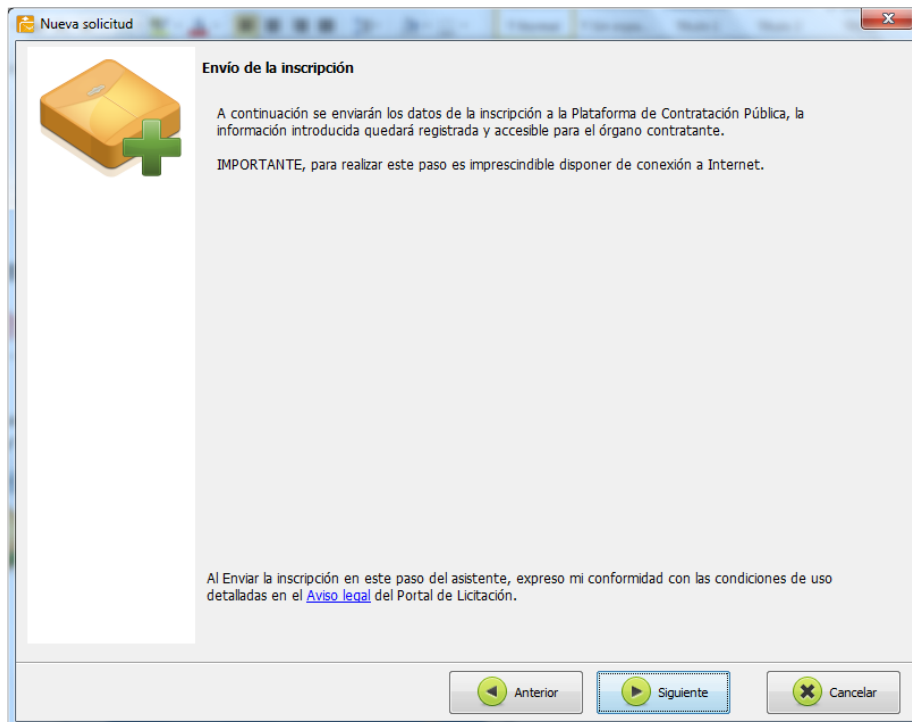 Nueva solicitud
Envío de la inscripción
A continuación se enviarán los datos de la inscripción a la Plataforma de Contratación Pública, la
información introducida quedará registrada y accesible para el órgano contratante.
IMPORTANTE, para realizar este paso es imprescindible disponer de conexión a Internet.
Al Enviar la inscripción en este paso del asistente, expreso mi conformidad con las condiciones de uso
detalladas en el Aviso legal del Portal de Licitación.
Anterior Siguiente Cancelar